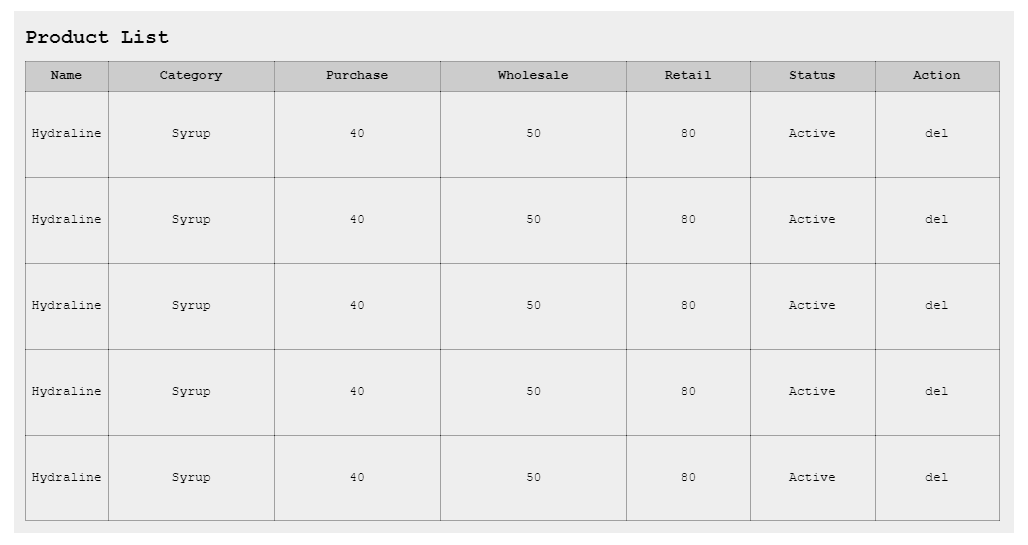 Product List
Name Category Purchase Wholesale Retail Status Action
Hydraline Syrup 40 50 80 Active del
Hydraline Syrup 40 50 80 Active del
Hydraline Syrup 40 50 80 Active del
Hydraline Syrup 40 50 80 Active del
Hydraline Syrup 40 50 80 Active del